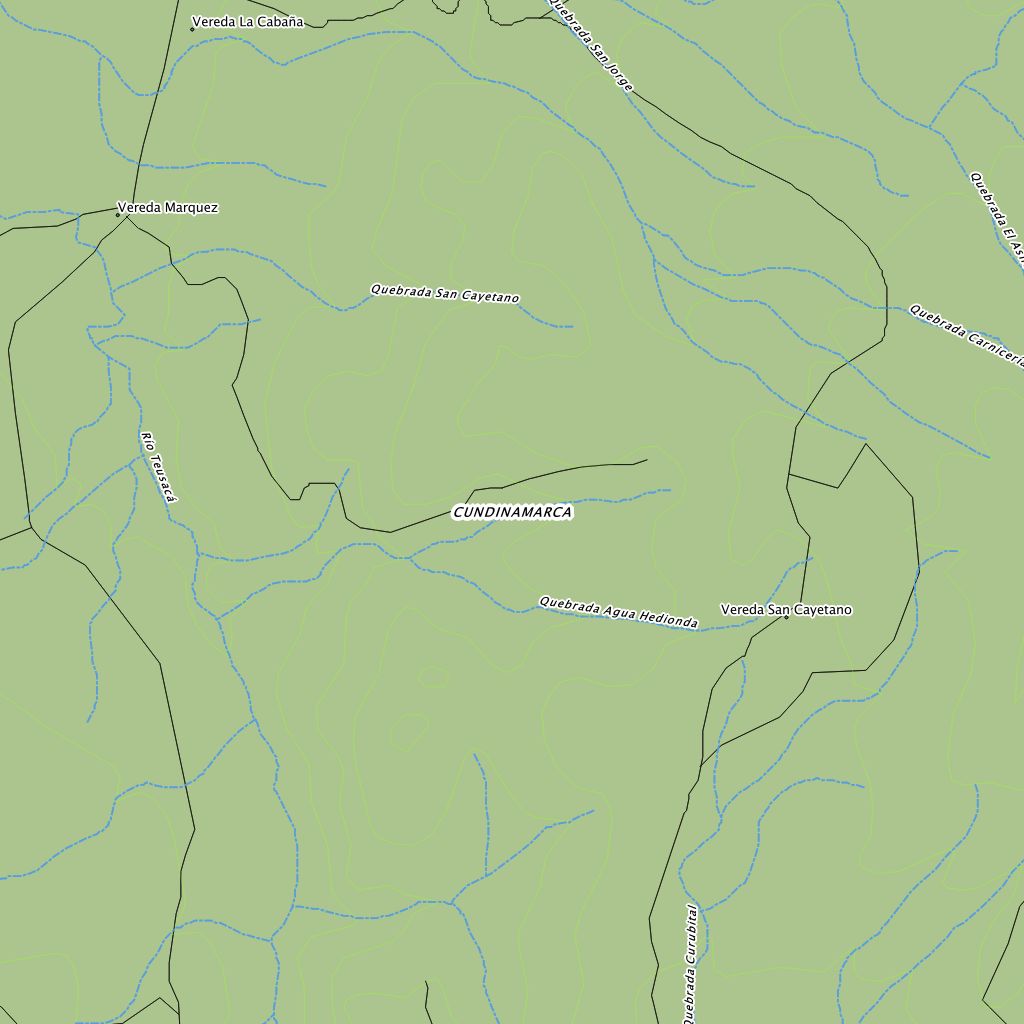 Vereda La Cabaña
Quebrada San Jorge
Quebrada El Asn
Vereda Marquez
Quebrada San Cayetano
Quebrada Carnicería
Río Teusacá
CUNDINAMARCA
Quebrada Agua Hedionda
Vereda San Cayetano
Quebrada Curubital